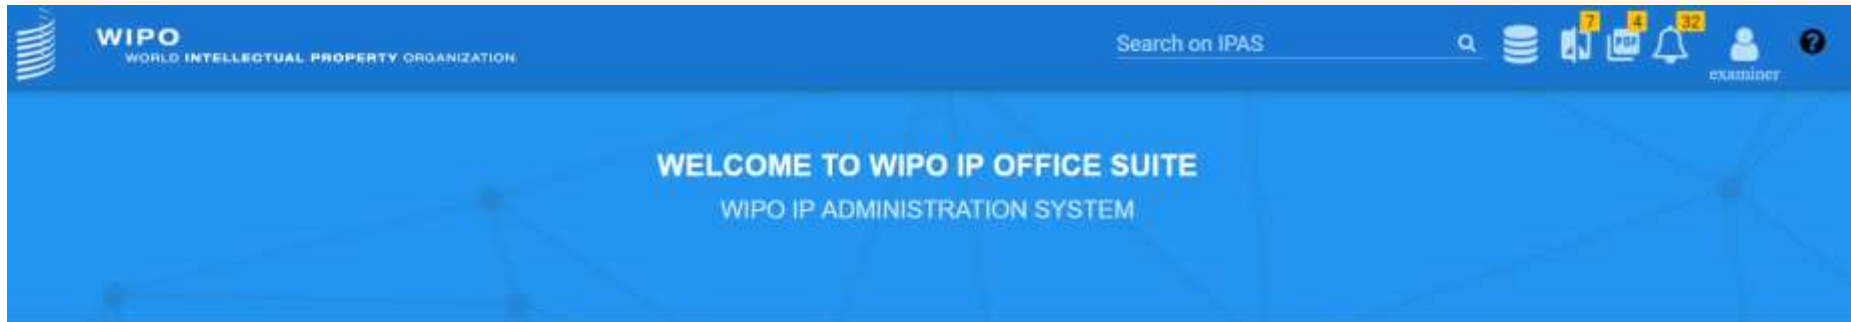 WIPO
WORLD INTELLECTUAL PROPERTY ORGANIZATION
Search on IPAS
7
4
32
PDF
examiner
?
WELCOME TO WIPO IP OFFICE SUITE
WIPO IP ADMINISTRATION SYSTEM